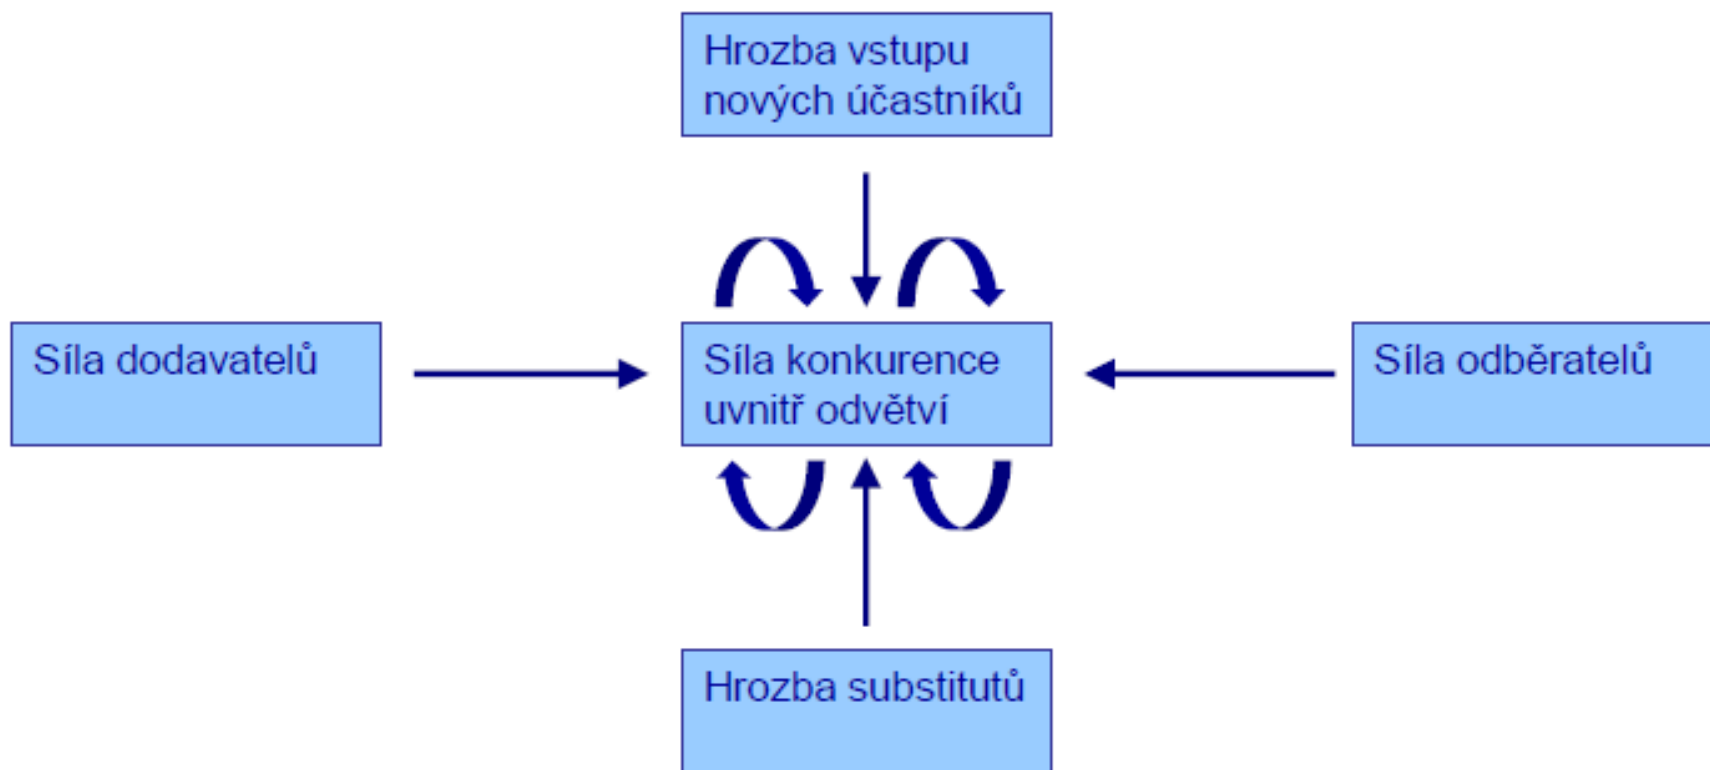 Hrozba vstupu
nových účastníků
Síla dodavatelů
Síla konkurence
uvnitř odvětví
Síla odběratelů
Hrozba substitutů